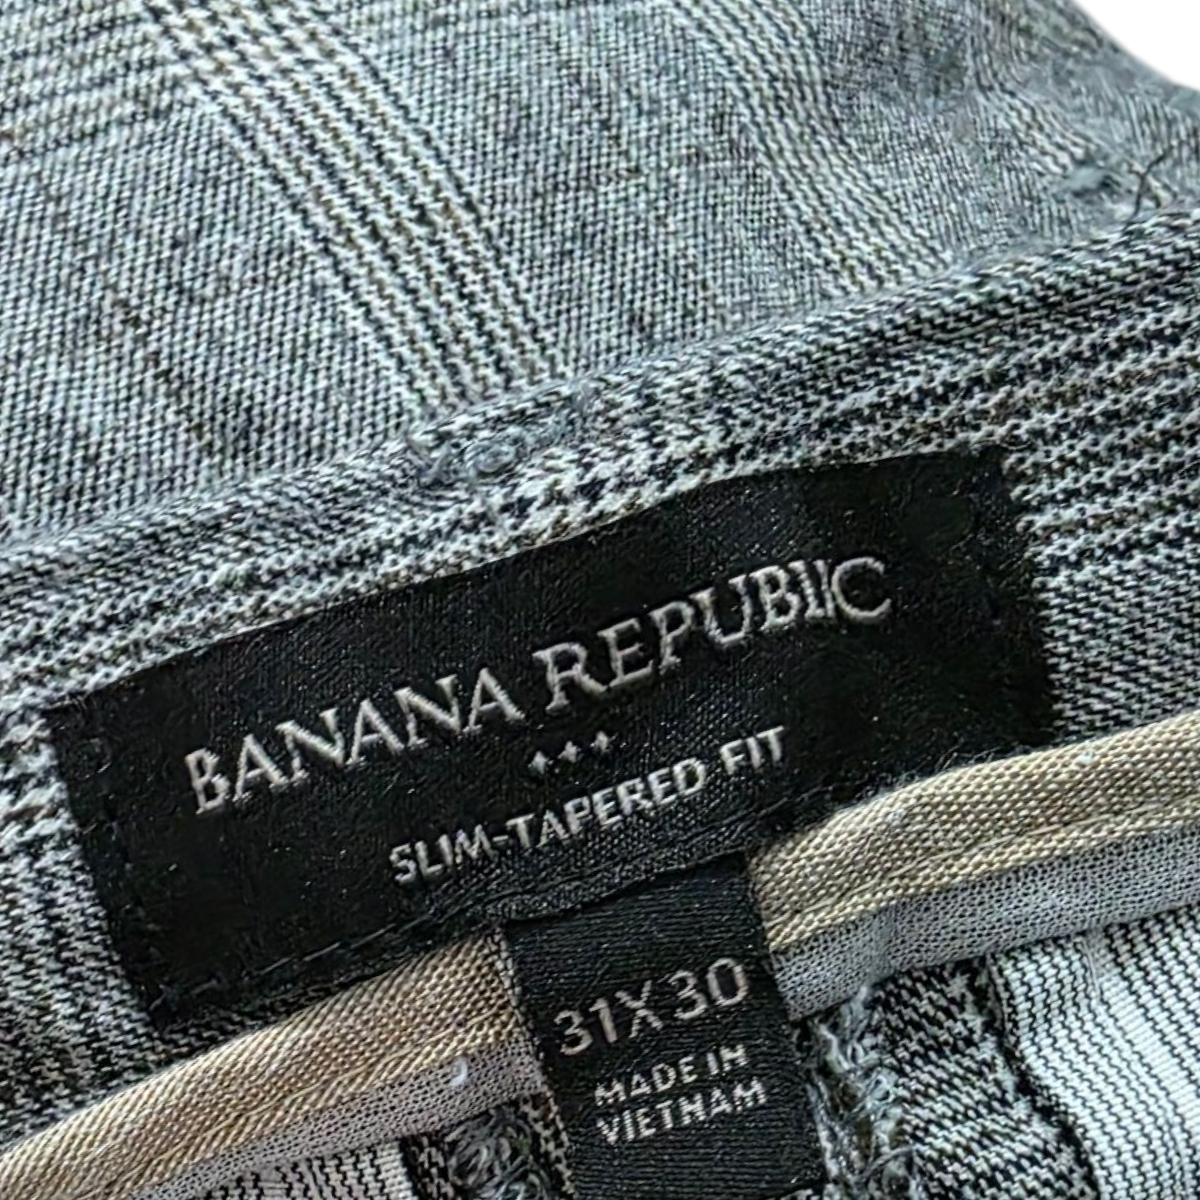 BANANA REPUBLIC
SLIM-TAPERED FIT
31X30
MADE IN
VIETNAM